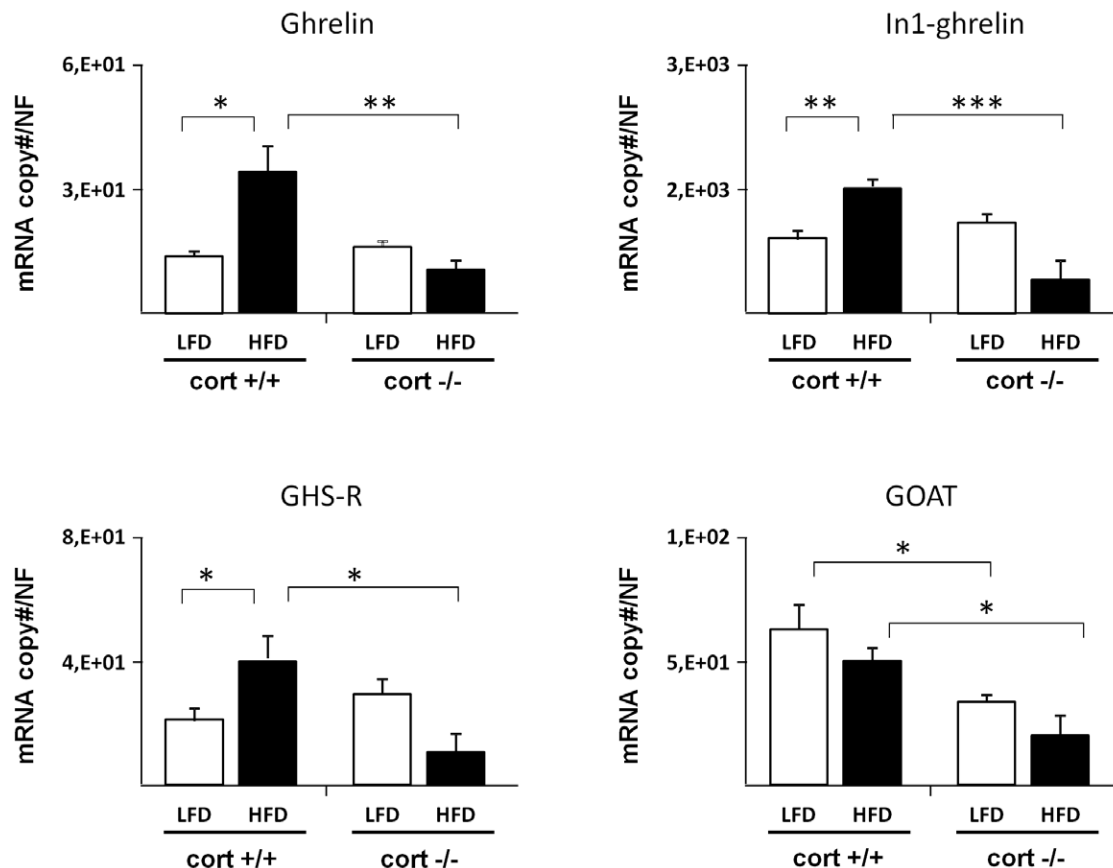 Ghrelin
6,E+01
3,E+01
mRNA copy#/NF
*
**
LFD HFD LFD HFD
cort +/+ cort -/-
In1-ghrelin
3,E+03
2,E+03
mRNA copy#/NF
**
***
LFD HFD LFD HFD
cort +/+ cort -/-
GHS-R
8,E+01
4,E+01
mRNA copy#/NF
*
*
LFD HFD LFD HFD
cort +/+ cort -/-
GOAT
1,E+02
5,E+01
mRNA copy#/NF
*
*
LFD HFD LFD HFD
cort +/+ cort -/-